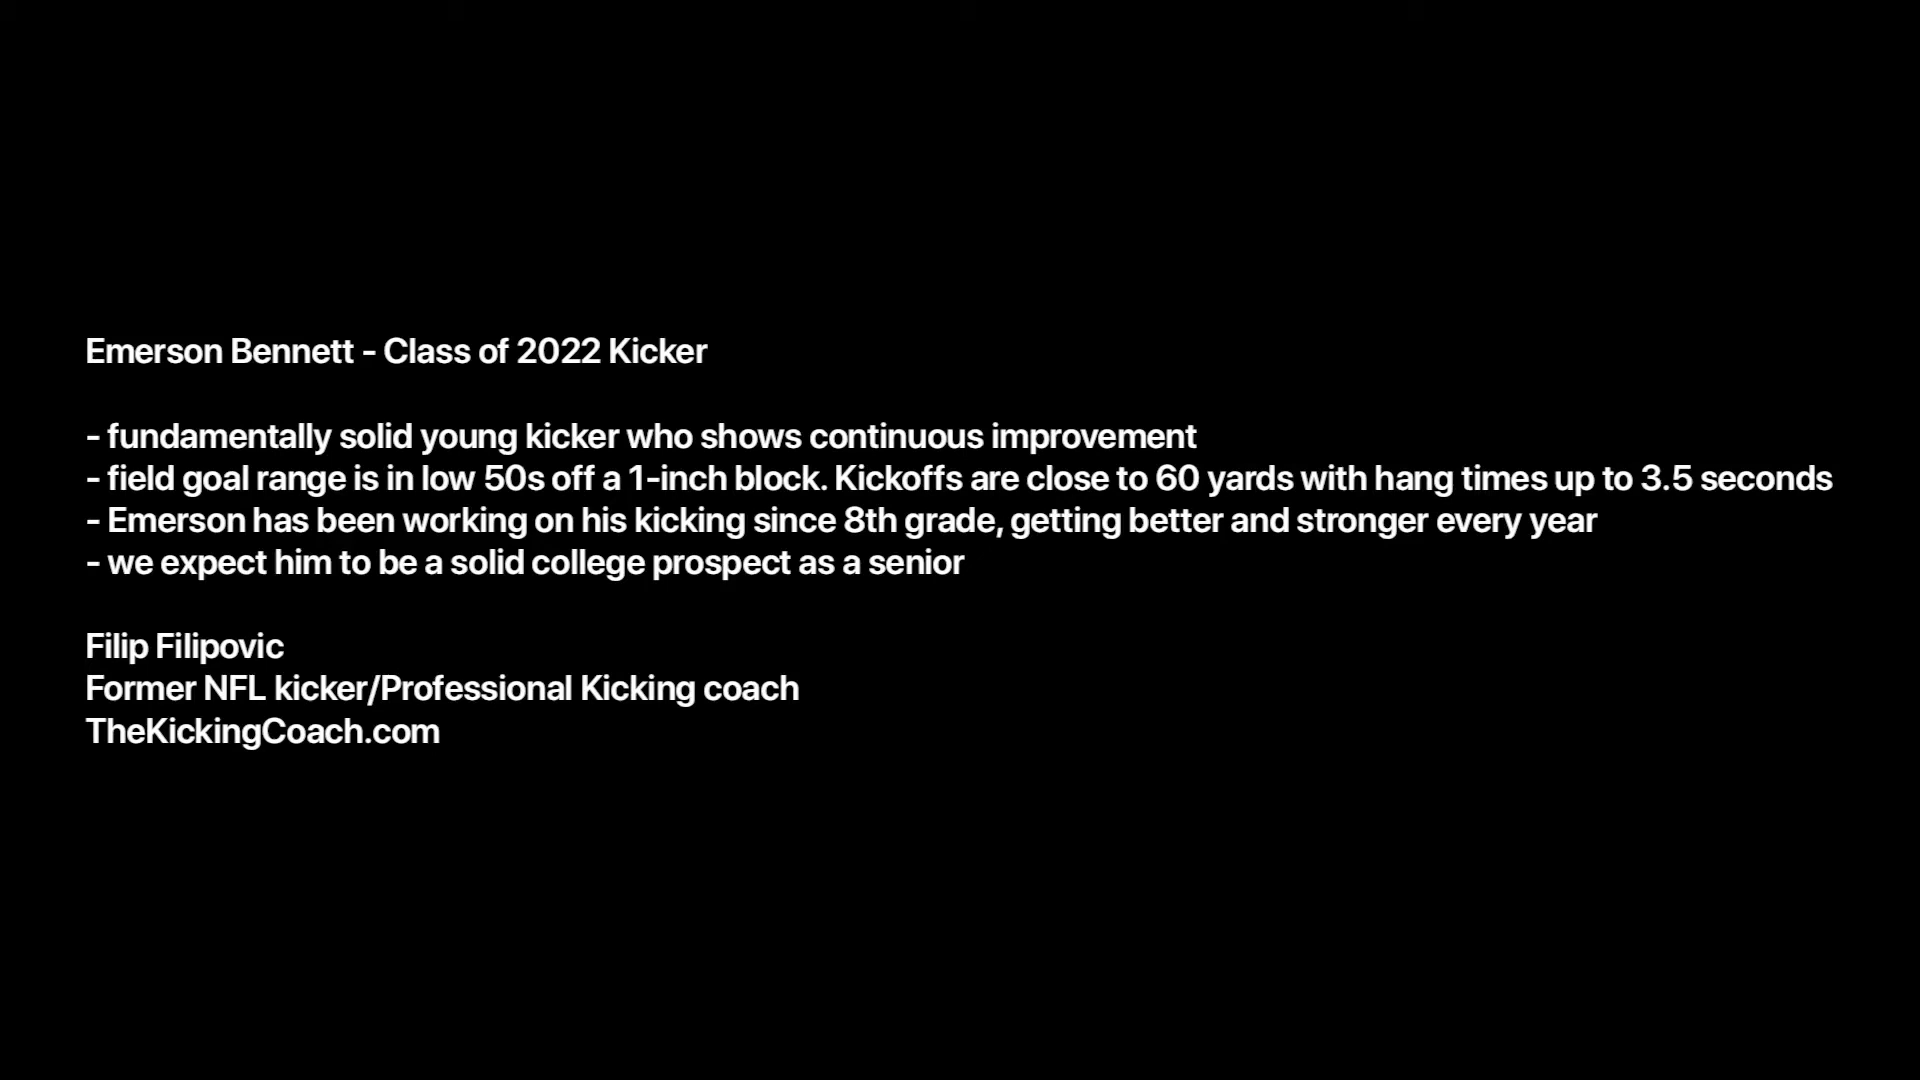 Emerson Bennett - Class of 2022 Kicker
- fundamentally solid young kicker who shows continuous improvement
- field goal range is in low 50s off a 1-inch block. Kickoffs are close to 60 yards with hang times up to 3.5 seconds
- Emerson has been working on his kicking since 8th grade, getting better and stronger every year
- we expect him to be a solid college prospect as a senior
Filip Filipovic
Former NFL kicker/Professional Kicking coach
TheKickingCoach.com